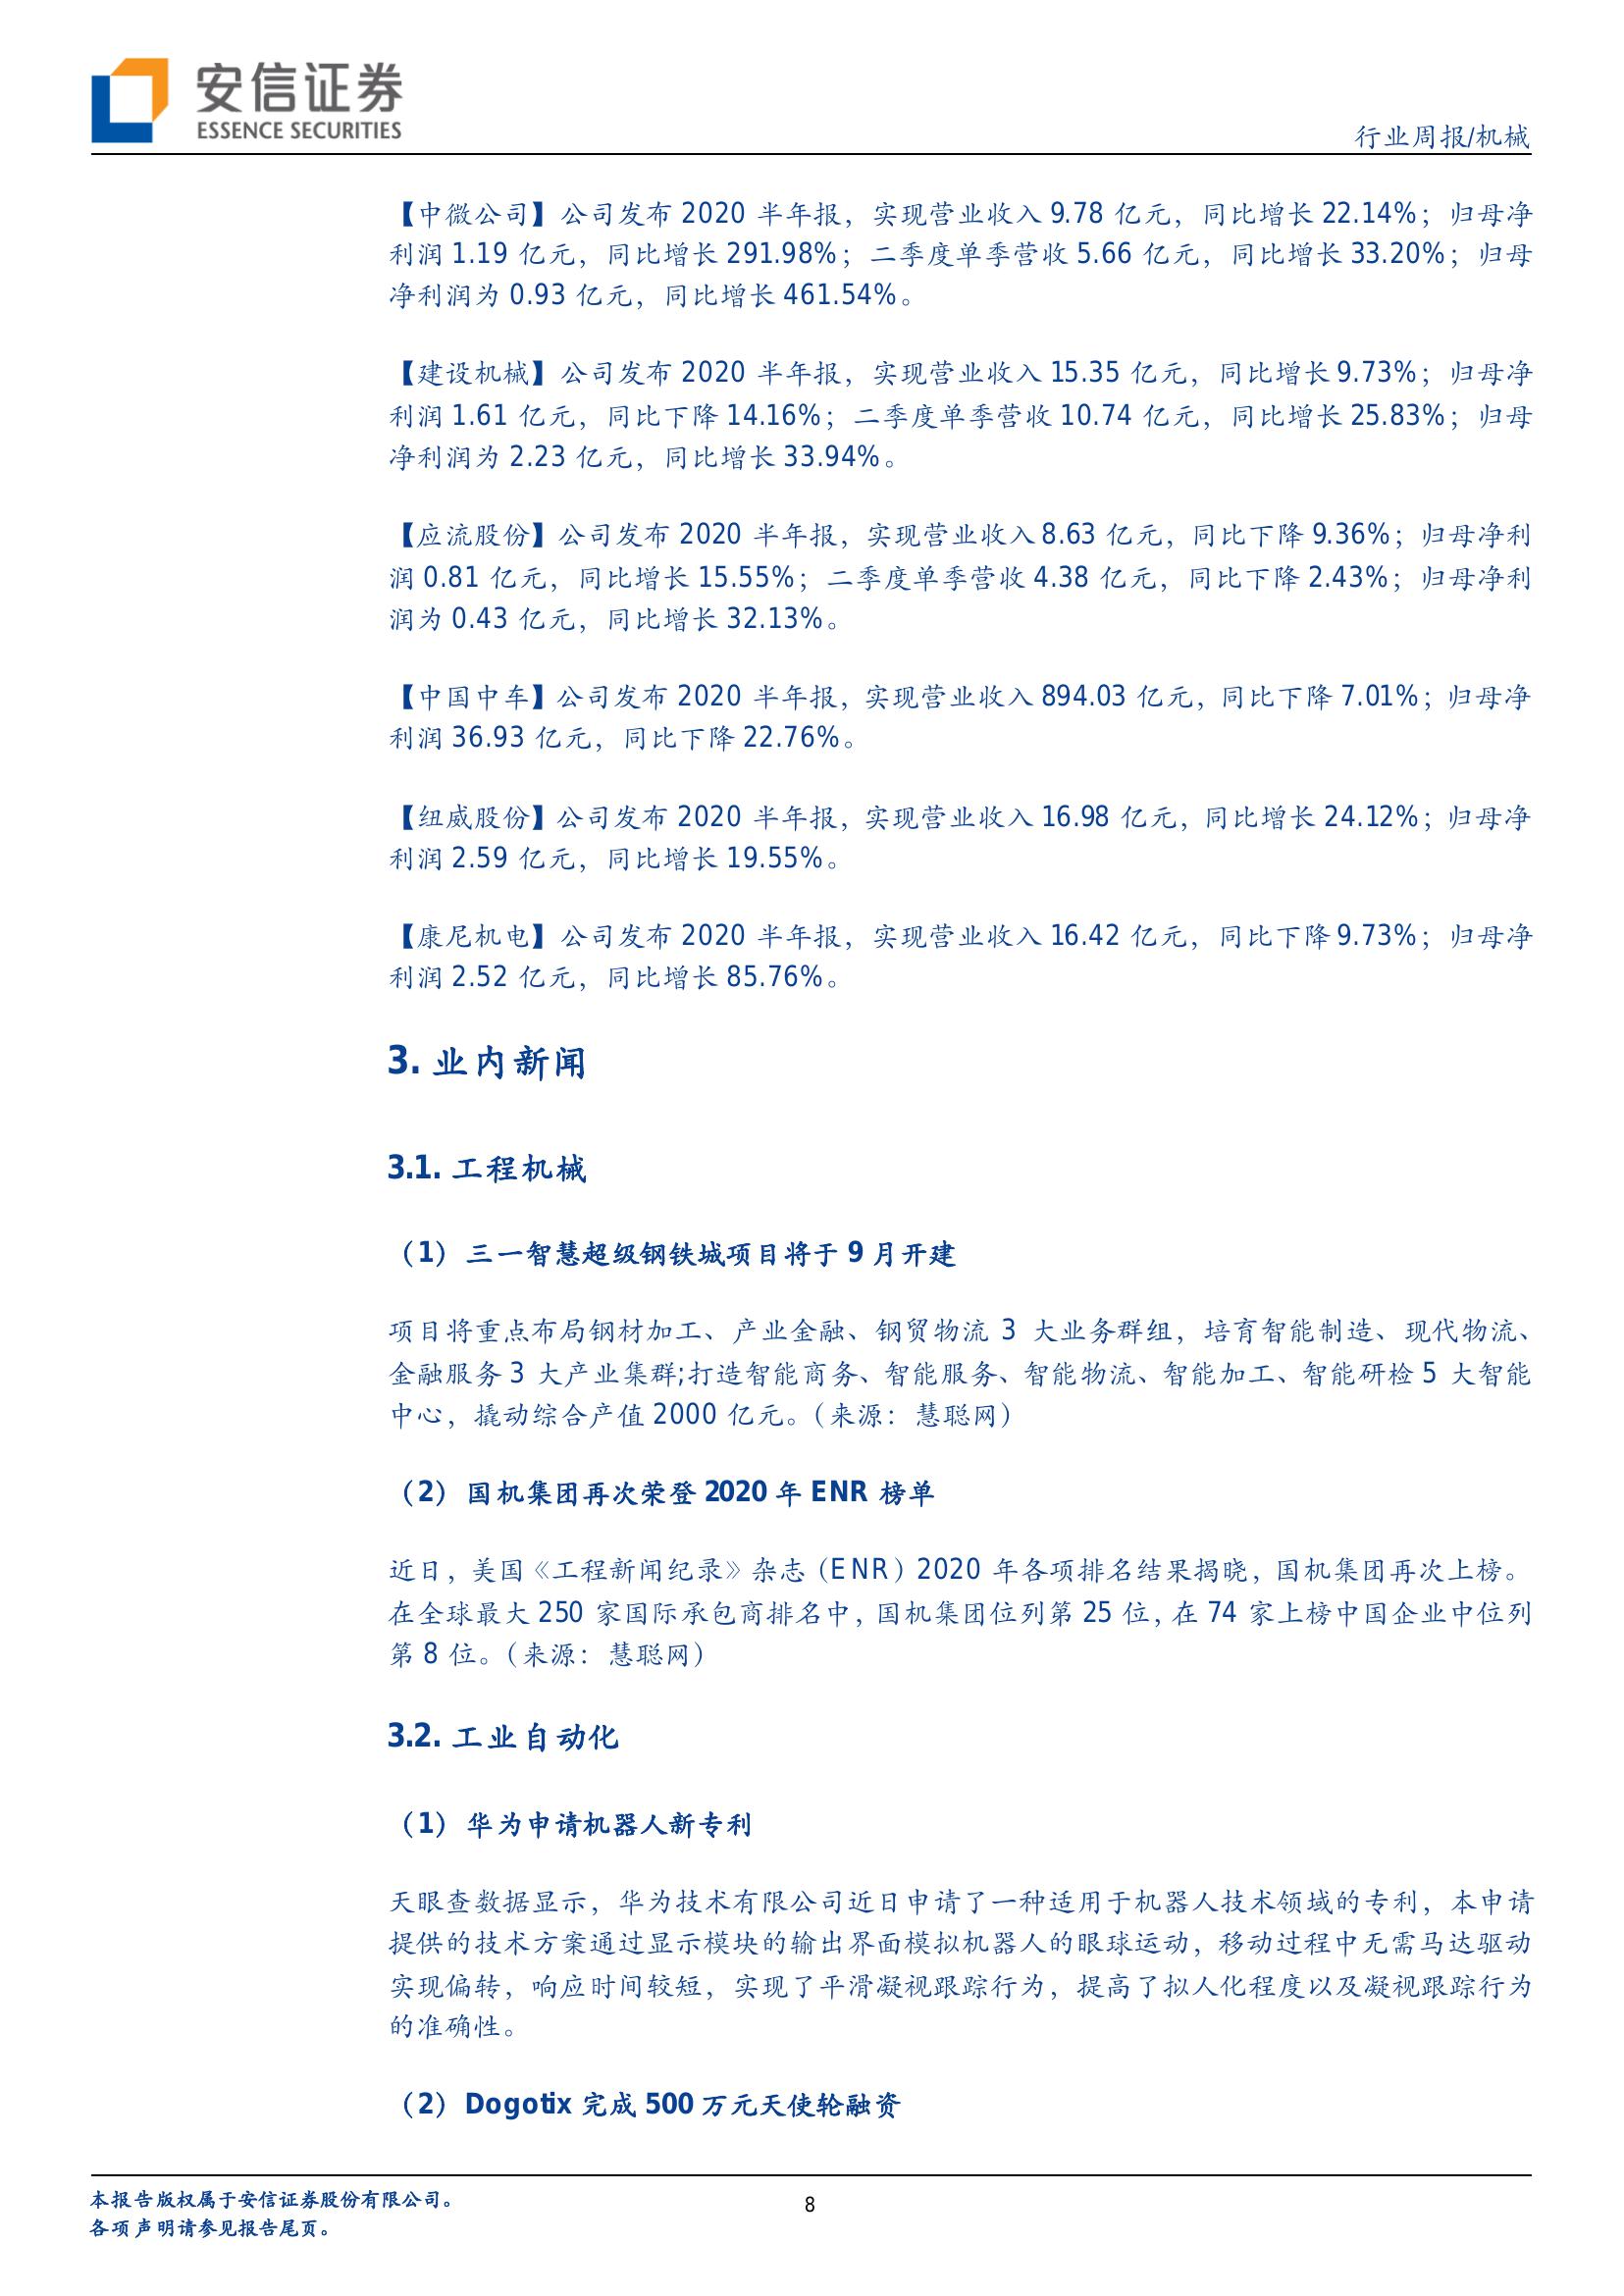 安信证券
ESSENCE SECURITIES
行业周报/机械
【中微公司】公司发布 2020 半年报，实现营业收入 9.78 亿元，同比增长 22.14%；归母净
利润 1.19 亿元，同比增长 291.98%；二季度单季营收 5.66 亿元，同比增长 33.20%；归母
净利润为 0.93 亿元，同比增长 461.54%。
【建设机械】公司发布 2020 半年报，实现营业收入 15.35 亿元，同比增长 9.73%；归母净
利润 1.61 亿元，同比下降 14.16%；二季度单季营收 10.74 亿元，同比增长 25.83%；归母
净利润为 2.23 亿元，同比增长 33.94%。
【应流股份】公司发布 2020 半年报，实现营业收入 8.63 亿元，同比下降 9.36%；归母净利
润 0.81 亿元，同比增长 15.55%；二季度单季营收 4.38 亿元，同比下降 2.43%；归母净利
润为 0.43 亿元，同比增长 32.13%。
【中国中车】公司发布 2020 半年报，实现营业收入 894.03 亿元，同比下降 7.01%；归母净
利润 36.93 亿元，同比下降 22.76%。
【纽威股份】公司发布 2020 半年报，实现营业收入 16.98 亿元，同比增长 24.12%；归母净
利润 2.59 亿元，同比增长 19.55%。
【康尼机电】公司发布 2020 半年报，实现营业收入 16.42 亿元，同比下降 9.73%；归母净
利润 2.52 亿元，同比增长 85.76%。
3. 业内新闻
3.1. 工程机械
（1）三一智慧超级钢铁城项目将于 9 月开建
项目将重点布局钢材加工、产业金融、钢贸物流 3 大业务群组，培育智能制造、现代物流、
金融服务 3 大产业集群;打造智能商务、智能服务、智能物流、智能加工、智能研检 5 大智能
中心，撬动综合产值 2000 亿元。（来源：慧聪网）
（2）国机集团再次荣登 2020 年 ENR 榜单
近日，美国《工程新闻纪录》杂志（ENR）2020 年各项排名结果揭晓，国机集团再次上榜。
在全球最大 250 家国际承包商排名中，国机集团位列第 25 位，在 74 家上榜中国企业中位列
第 8 位。（来源：慧聪网）
3.2. 工业自动化
（1）华为申请机器人新专利
天眼查数据显示，华为技术有限公司近日申请了一种适用于机器人技术领域的专利，本申请
提供的技术方案通过显示模块的输出界面模拟机器人的眼球运动，移动过程中无需马达驱动
实现偏转，响应时间较短，实现了平滑凝视跟踪行为，提高了拟人化程度以及凝视跟踪行为
的准确性。
（2）Dogotix 完成 500 万元天使轮融资
本报告版权属于安信证券股份有限公司。
各项声明请参见报告尾页。
8